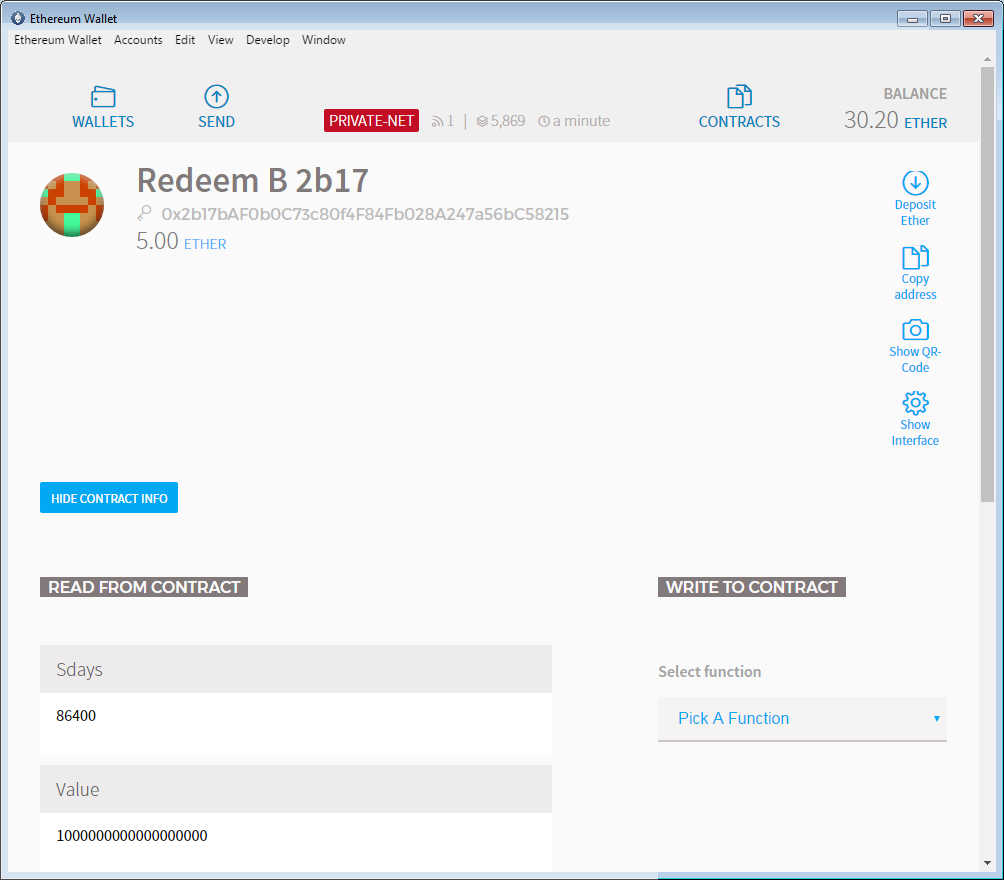 Ethereum Wallet
Ethereum Wallet Accounts Edit View Develop Window
WALLETS
SEND
PRIVATE-NET 1 | 5,869 a minute
CONTRACTS
BALANCE
30.20 ETHER
Redeem B 2b17
0x2b17bAF0b0C73c80f4F84Fb028A247a56bC58215
5.00 ETHER
Deposit
Ether
Copy
address
Show QR-
Code
Show
Interface
HIDE CONTRACT INFO
READ FROM CONTRACT
Sdays
86400
Value
1000000000000000000
WRITE TO CONTRACT
Select function
Pick A Function